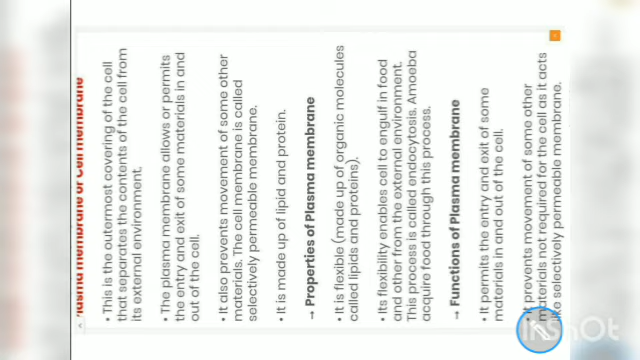 Plasma membrane or cell membrane
• This is the outermost covering of the cell
that separates the contents of the cell from
its external environment.
• The plasma membrane allows or permits
the entry and exit of some materials in and
out of the cell.
• It also prevents movement of some other
materials. The cell membrane is called
selectively permeable membrane.
• It is made up of lipid and protein.
→ Properties of Plasma membrane
• It is flexible (made up of organic molecules
called lipids and proteins).
• Its flexibility enables cell to engulf in food
and other from the external environment.
This process is called endocytosis. Amoeba
acquire food through this process.
→ Functions of Plasma membrane
• It permits the entry and exit of some
materials in and out of the cell.
prevents movement of some other
materials not required for the cell as it acts
like selectively permeable membrane.
InShOt